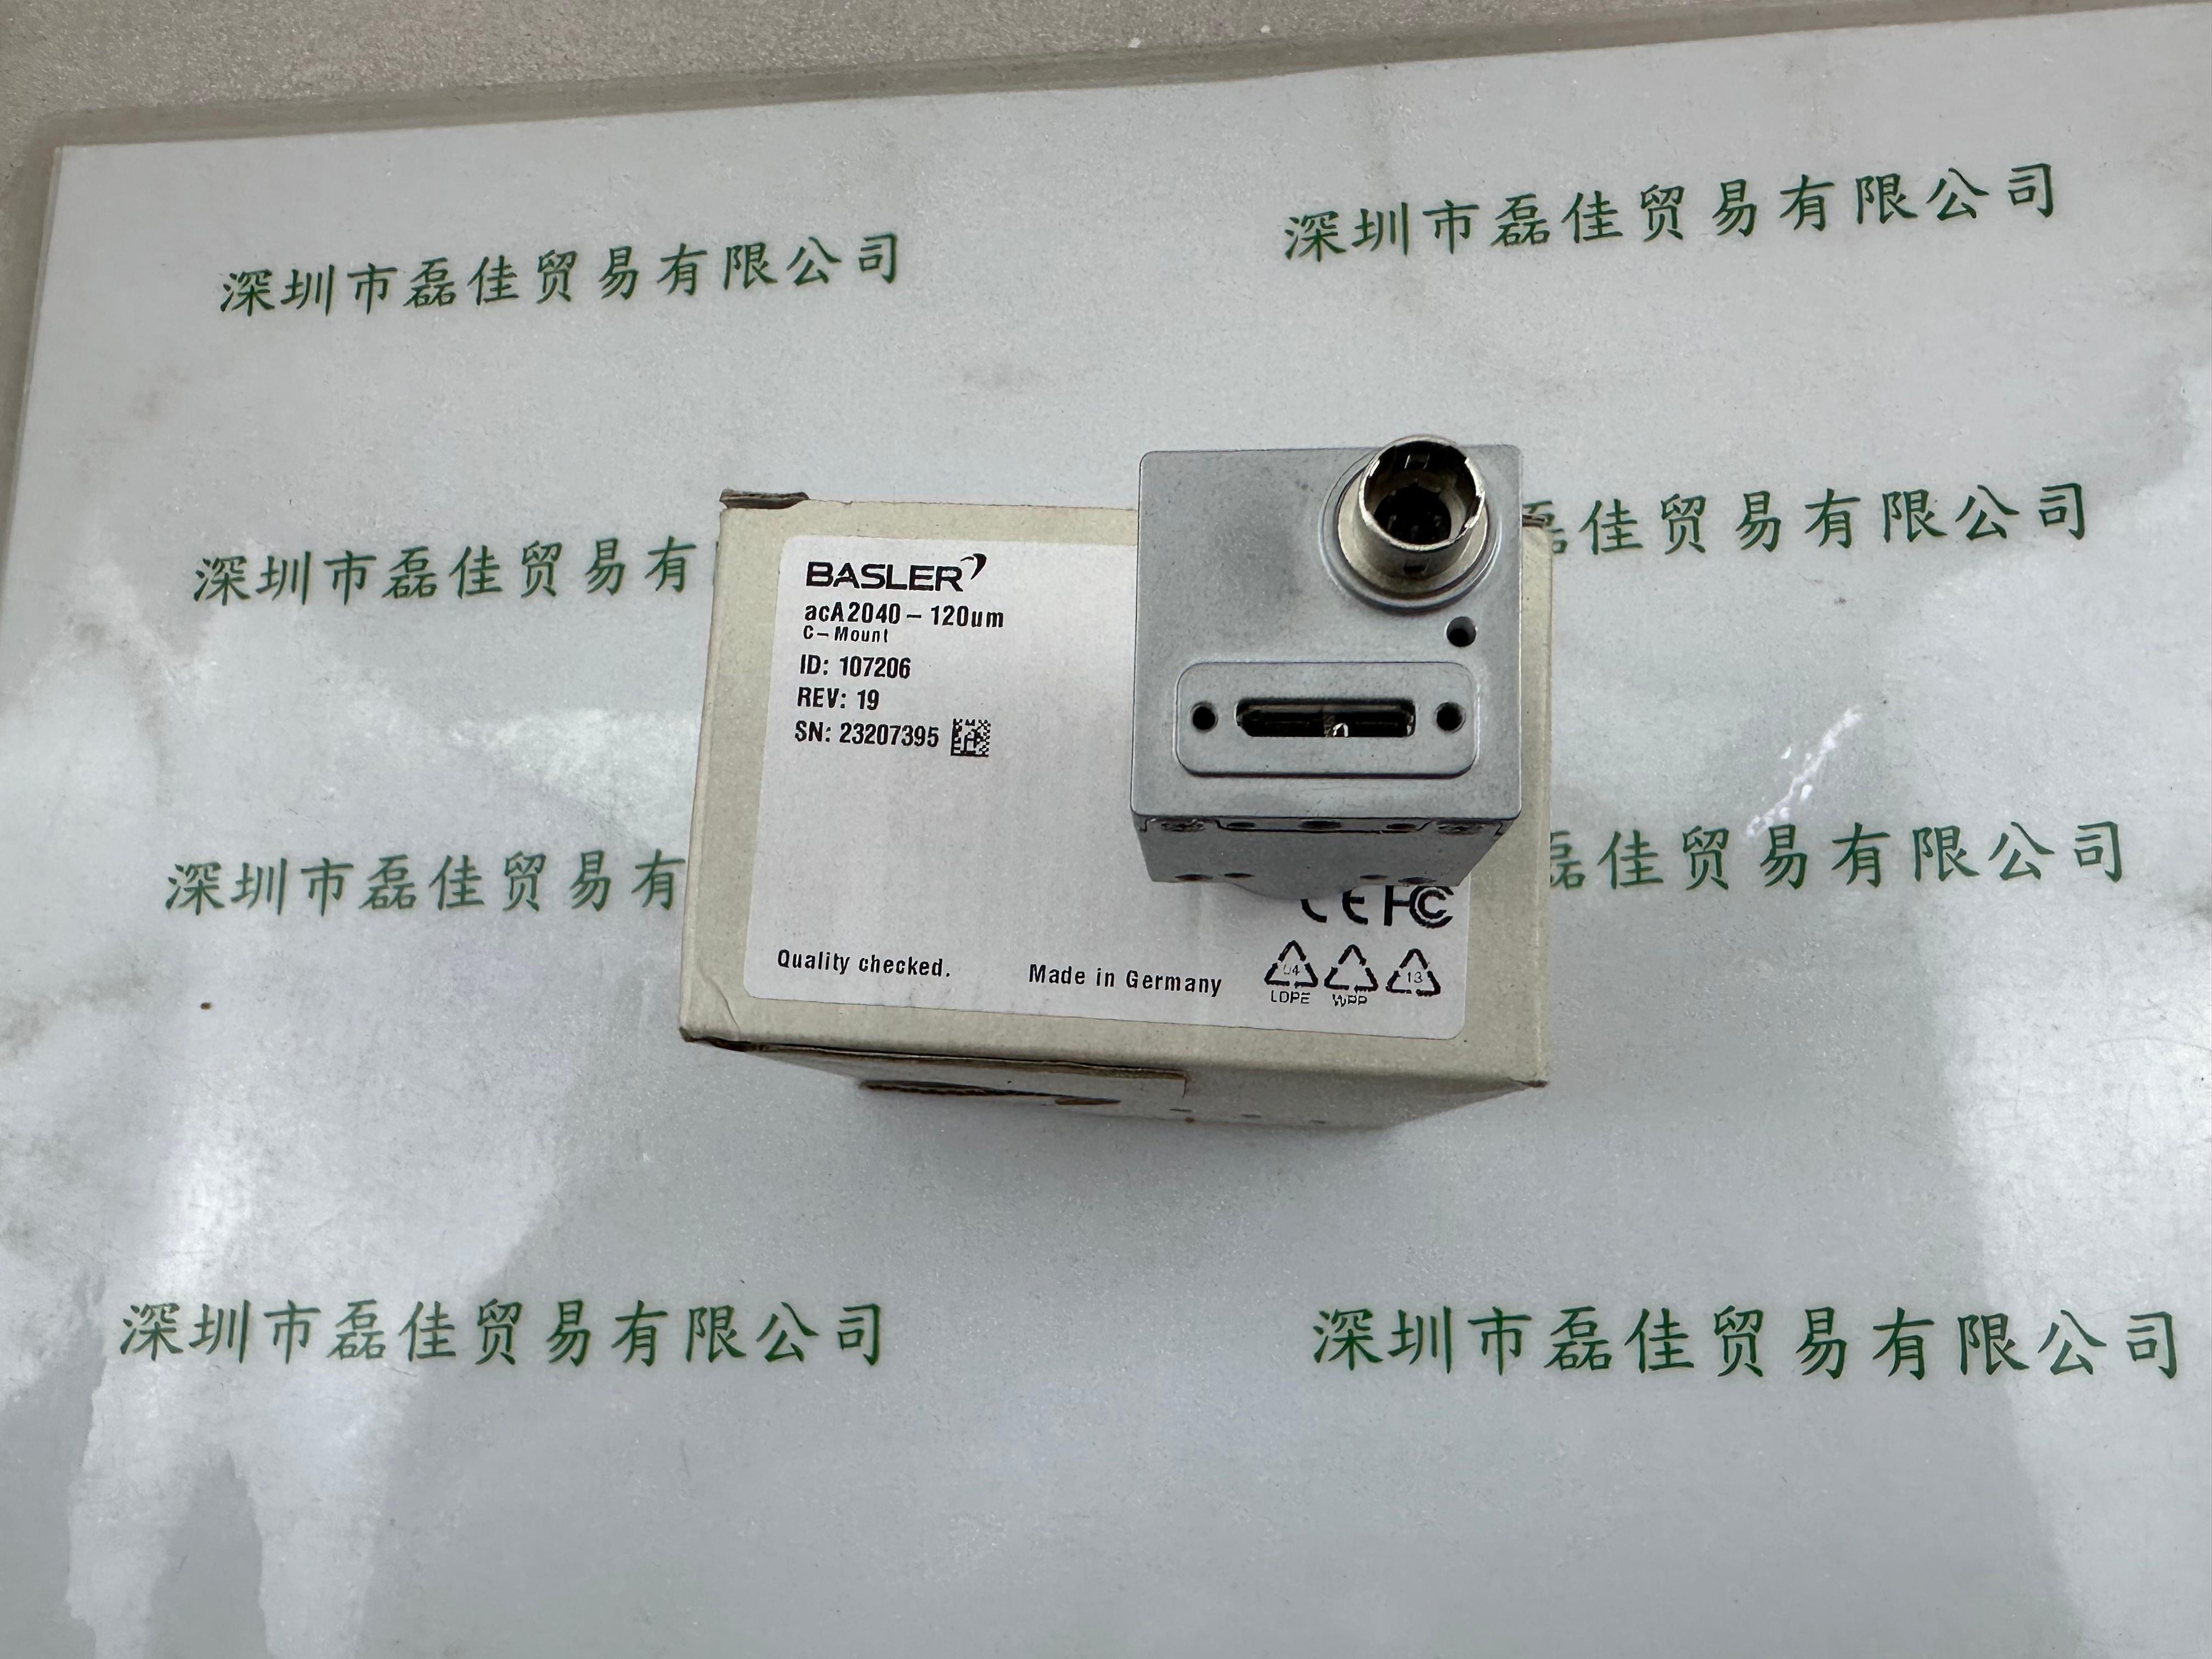 深圳市磊佳贸易有限公司
深圳市磊佳贸易有限公司
深圳市磊佳贸易有
磊佳贸易有限公司
BASLER
acA2040-120um
C-Mount
ID: 107206
REV: 19
SN: 23207395
深圳市磊佳贸易有
磊佳贸易有限公司
CE FC
Quality checked.
Made in Germany
04
LDPE
WPP
13
深圳市磊佳贸易有限公司
深圳市磊佳贸易有限公司